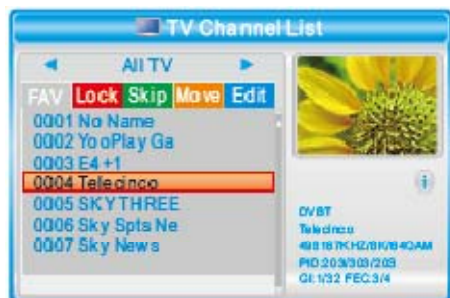 TV Channel List
All TV
FAV Lock Skip Move Edit
0001 No Name
0002 YooPlay Ga
0003 E4 +1
0004 Telecinco
0005 SKYTHREE
0006 Sky Spts Ne
0007 Sky News
DVBT
Telecinco
498167KHZ/8K/64QAM
PID:203/303/203
GI:1/32 FEC:3/4